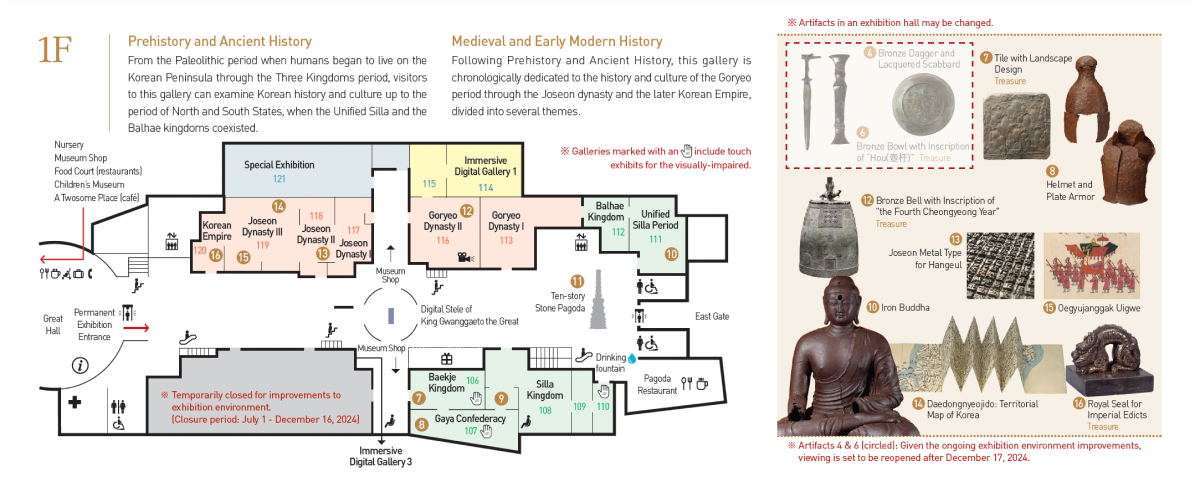 1F
Prehistory and Ancient History
From the Paleolithic period when humans began to live on the
Korean Peninsula through the Three Kingdoms period, visitors
to this gallery can examine Korean history and culture up to the
period of North and South States, when the Unified Silla and the
Balhae kingdoms coexisted.
Medieval and Early Modern History
Following Prehistory and Ancient History, this gallery is
chronologically dedicated to the history and culture of the Goryeo
period through the Joseon dynasty and the later Korean Empire,
divided into several themes.
Nursery
Museum Shop
Food Court (restaurants)
Children's Museum
A Twosome Place (café)
※ Galleries marked with an include touch
exhibits for the visually-impaired.
Special Exhibition
121
115
Immersive
Digital Gallery 1
114
Korean
Empire
120
16
14
Joseon
Dynasty III
119
15
118
Joseon
Dynasty II
13
117
Joseon
Dynasty I
Goryeo
Dynasty II
12
116
Goryeo
Dynasty I
113
Balhae
Kingdom
112
Unified
Silla Period
111
10
Museum
Shop
11
Ten-story
Stone Pagoda
Digital Stele of
King Gwanggaeto the Great
Great
Hall
Permanent
Exhibition
Entrance
East Gate
Museum Shop
Drinking
fountain
Pagoda
Restaurant
※ Temporarily closed for improvements to
exhibition environment.
(Closure period: July 1 - December 16, 2024)
Baekje
Kingdom
106
7
9
Silla
Kingdom
108
109
110
8
Gaya Confederacy
107
Immersive
Digital Gallery 3
※ Artifacts in an exhibition hall may be changed.
4 Bronze Dagger and
Lacquered Scabbard
6
Bronze Bowl with Inscription
of "Hou(壺杅)" Treasure
7 Tile with Landscape
Design
Treasure
8
Helmet and
Plate Armor
12 Bronze Bell with Inscription of
"the Fourth Cheongyeong Year"
Treasure
13
Joseon Metal Type
for Hangeul
15 Oegyujanggak Uigwe
10 Iron Buddha
14 Daedongnyeojido: Territorial
Map of Korea
16 Royal Seal for
Imperial Edicts
Treasure
※ Artifacts 4 & 6 (circled): Given the ongoing exhibition environment improvements,
viewing is set to be reopened after December 17, 2024.